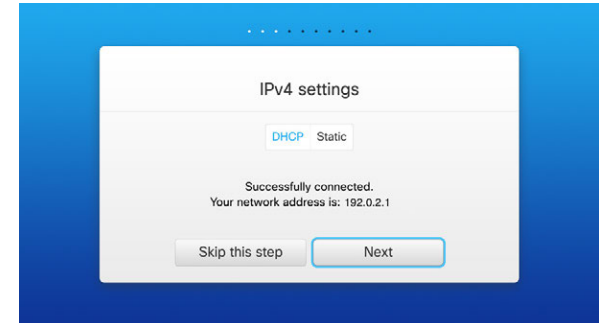 IPv4 settings
DHCP Static
Successfully connected.
Your network address is: 192.0.2.1
Skip this step Next